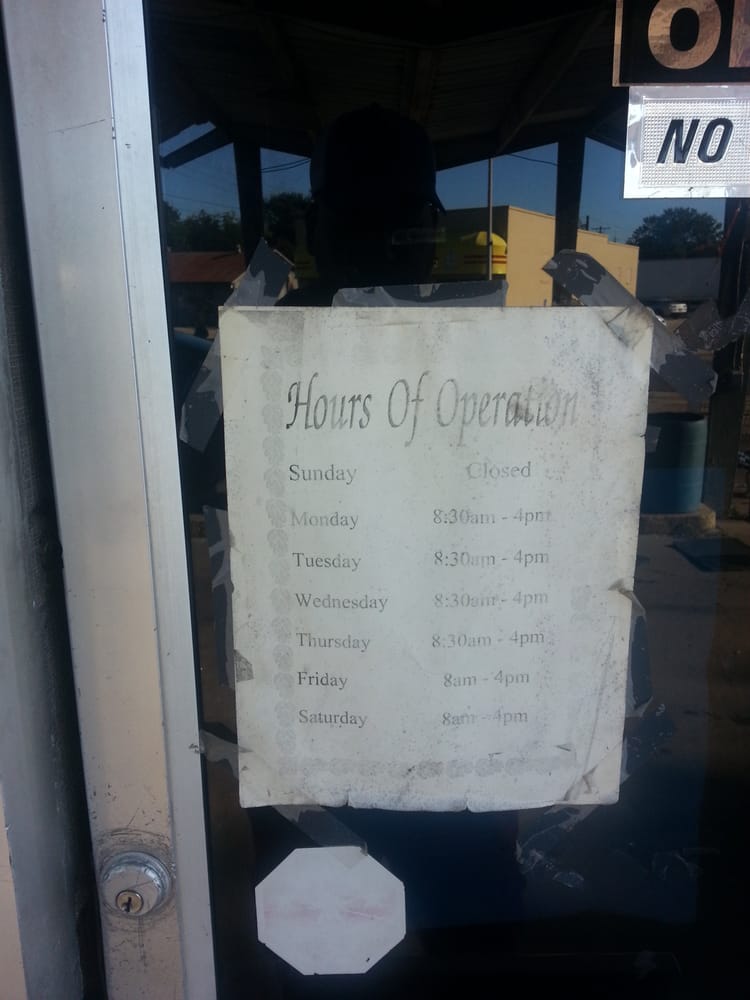 NO
Hours Of Operation
Sunday Closed
Monday 8:30am - 4pm
Tuesday 8:30am - 4pm
Wednesday 8:30am - 4pm
Thursday 8:30am - 4pm
Friday 8am - 4pm
Saturday 8am - 4pm